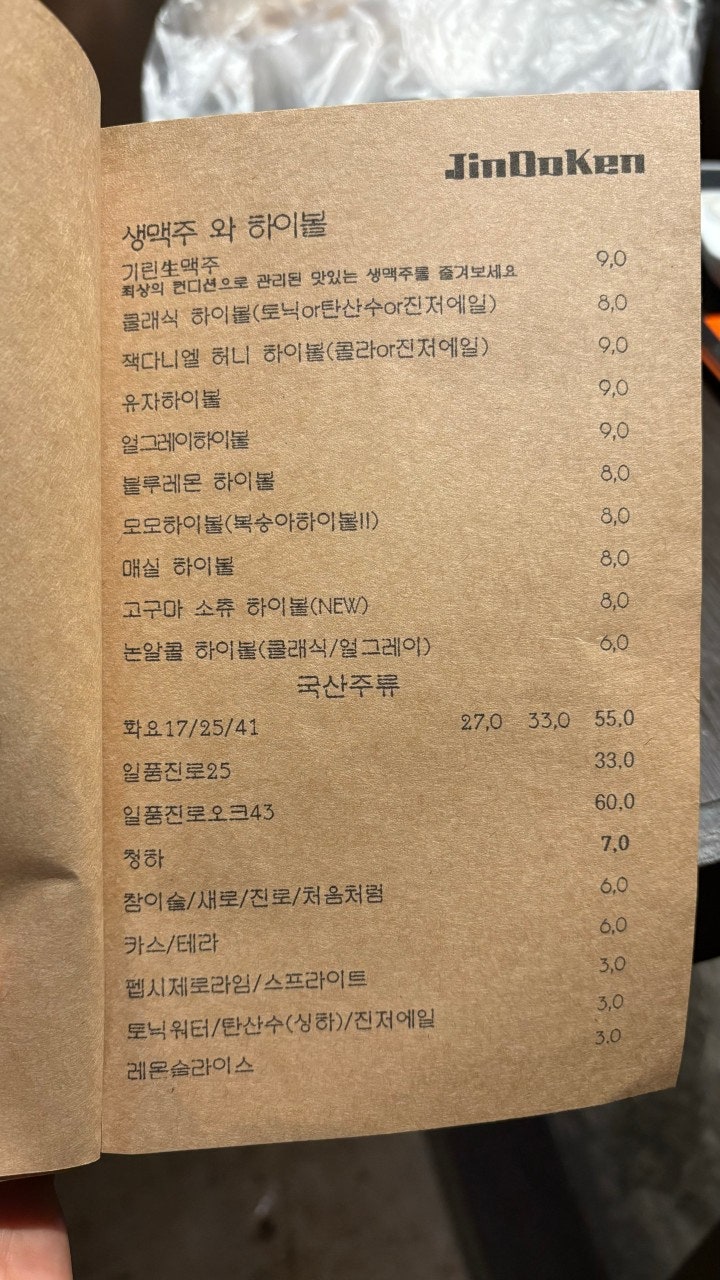 JinDoKen
생맥주 와 하이볼
기린生맥주 9,0
최상의 컨디션으로 관리된 맛있는 생맥주를 즐겨보세요
클래식 하이볼(토닉or탄산수or진저에일) 8,0
잭다니엘 허니 하이볼(콜라or진저에일) 9,0
유자하이볼 9,0
얼그레이하이볼 9,0
블루레몬 하이볼 8,0
모모하이볼(복숭아하이볼!!) 8,0
매실 하이볼 8,0
고구마 소츄 하이볼(NEW) 8,0
논알콜 하이볼(클래식/얼그레이) 6,0
국산주류
화요17/25/41 27,0 33,0 55,0
일품진로25 33,0
일품진로오크43 60,0
청하 7,0
참이슬/새로/진로/처음처럼 6,0
카스/테라 6,0
펩시제로라임/스프라이트 3,0
토닉워터/탄산수(싱하)/진저에일 3,0
레몬슬라이스 3.0